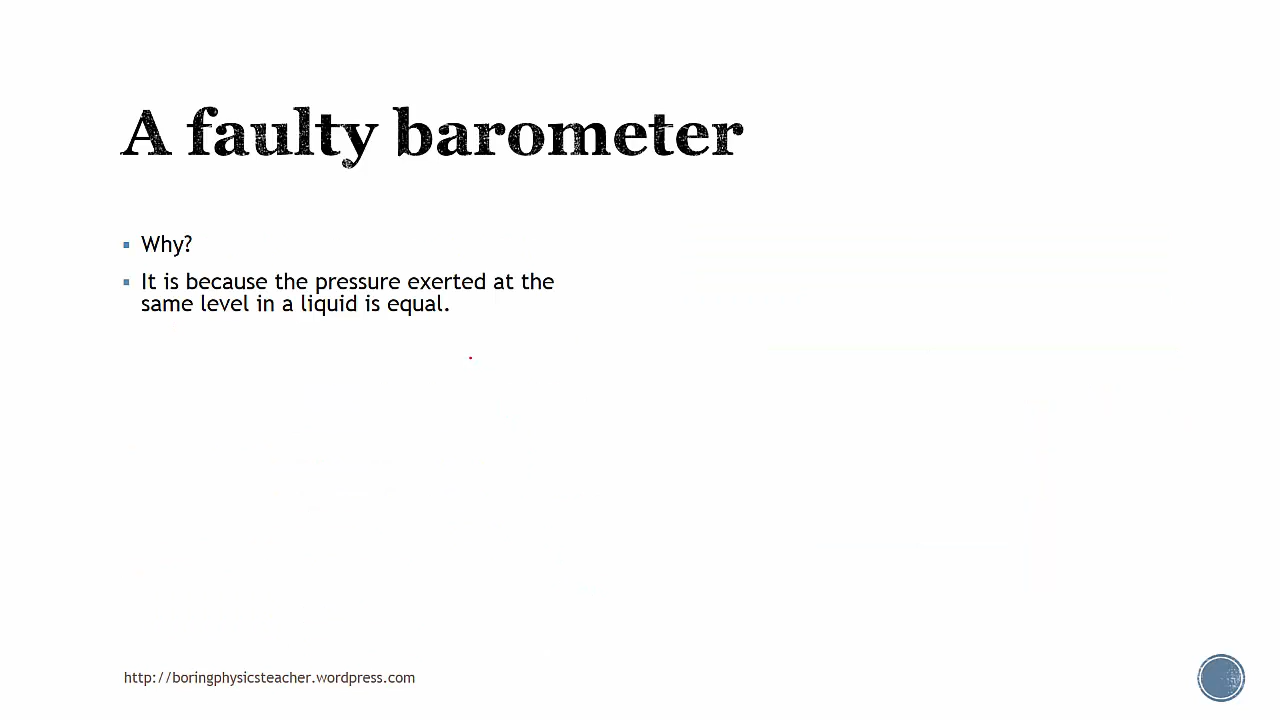 A faulty barometer
Why?
It is because the pressure exerted at the
same level in a liquid is equal.
http://boringphysicsteacher.wordpress.com